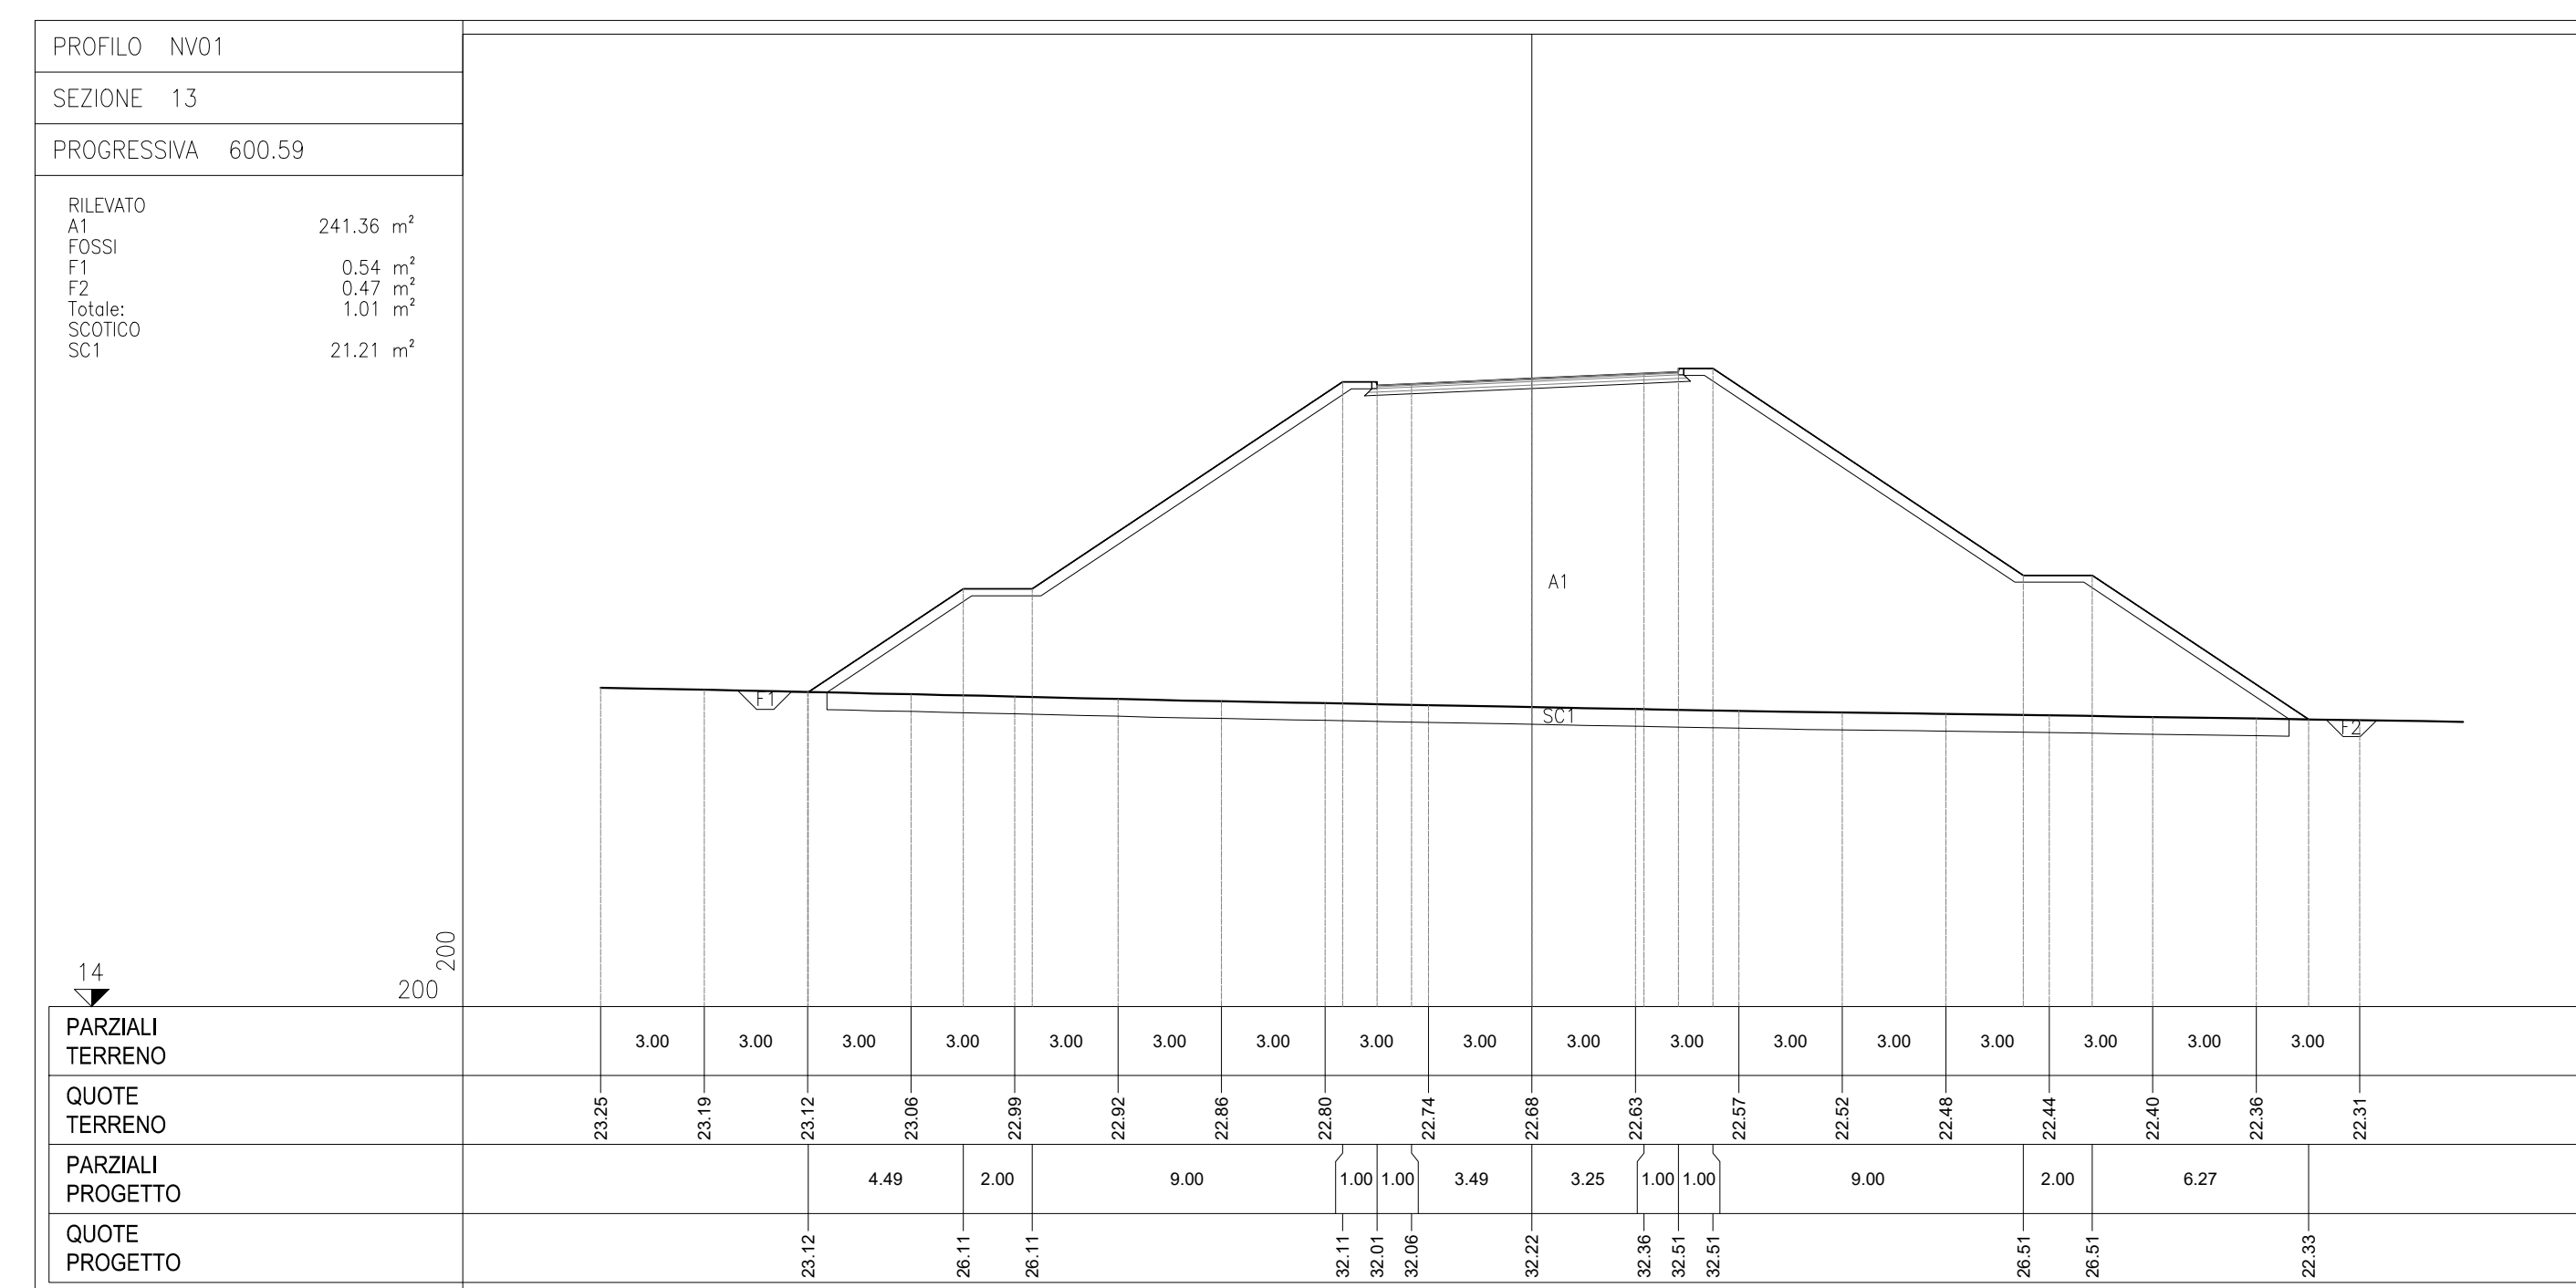 PROFILO NV01
SEZIONE 13
PROGRESSIVA 600.59
RILEVATO
A1 241.36 m²
FOSSI
F1 0.54 m²
F2 0.47 m²
Totale: 1.01 m²
SCOTICO
SC1 21.21 m²
A1
F1
SC1
F2
14
200
200
PARZIALI
TERRENO
3.00 3.00 3.00 3.00 3.00 3.00 3.00 3.00 3.00 3.00 3.00 3.00 3.00 3.00 3.00 3.00 3.00
QUOTE
TERRENO
23.25 23.19 23.12 23.06 22.99 22.92 22.86 22.80 22.74 22.68 22.63 22.57 22.52 22.48 22.44 22.40 22.36 22.31
PARZIALI
PROGETTO
4.49 2.00 9.00 1.00 1.00 3.49 3.25 1.00 1.00 9.00 2.00 6.27
QUOTE
PROGETTO
23.12 26.11 26.11 32.11 32.01 32.06 32.22 32.36 32.51 32.51 26.51 26.51 22.33